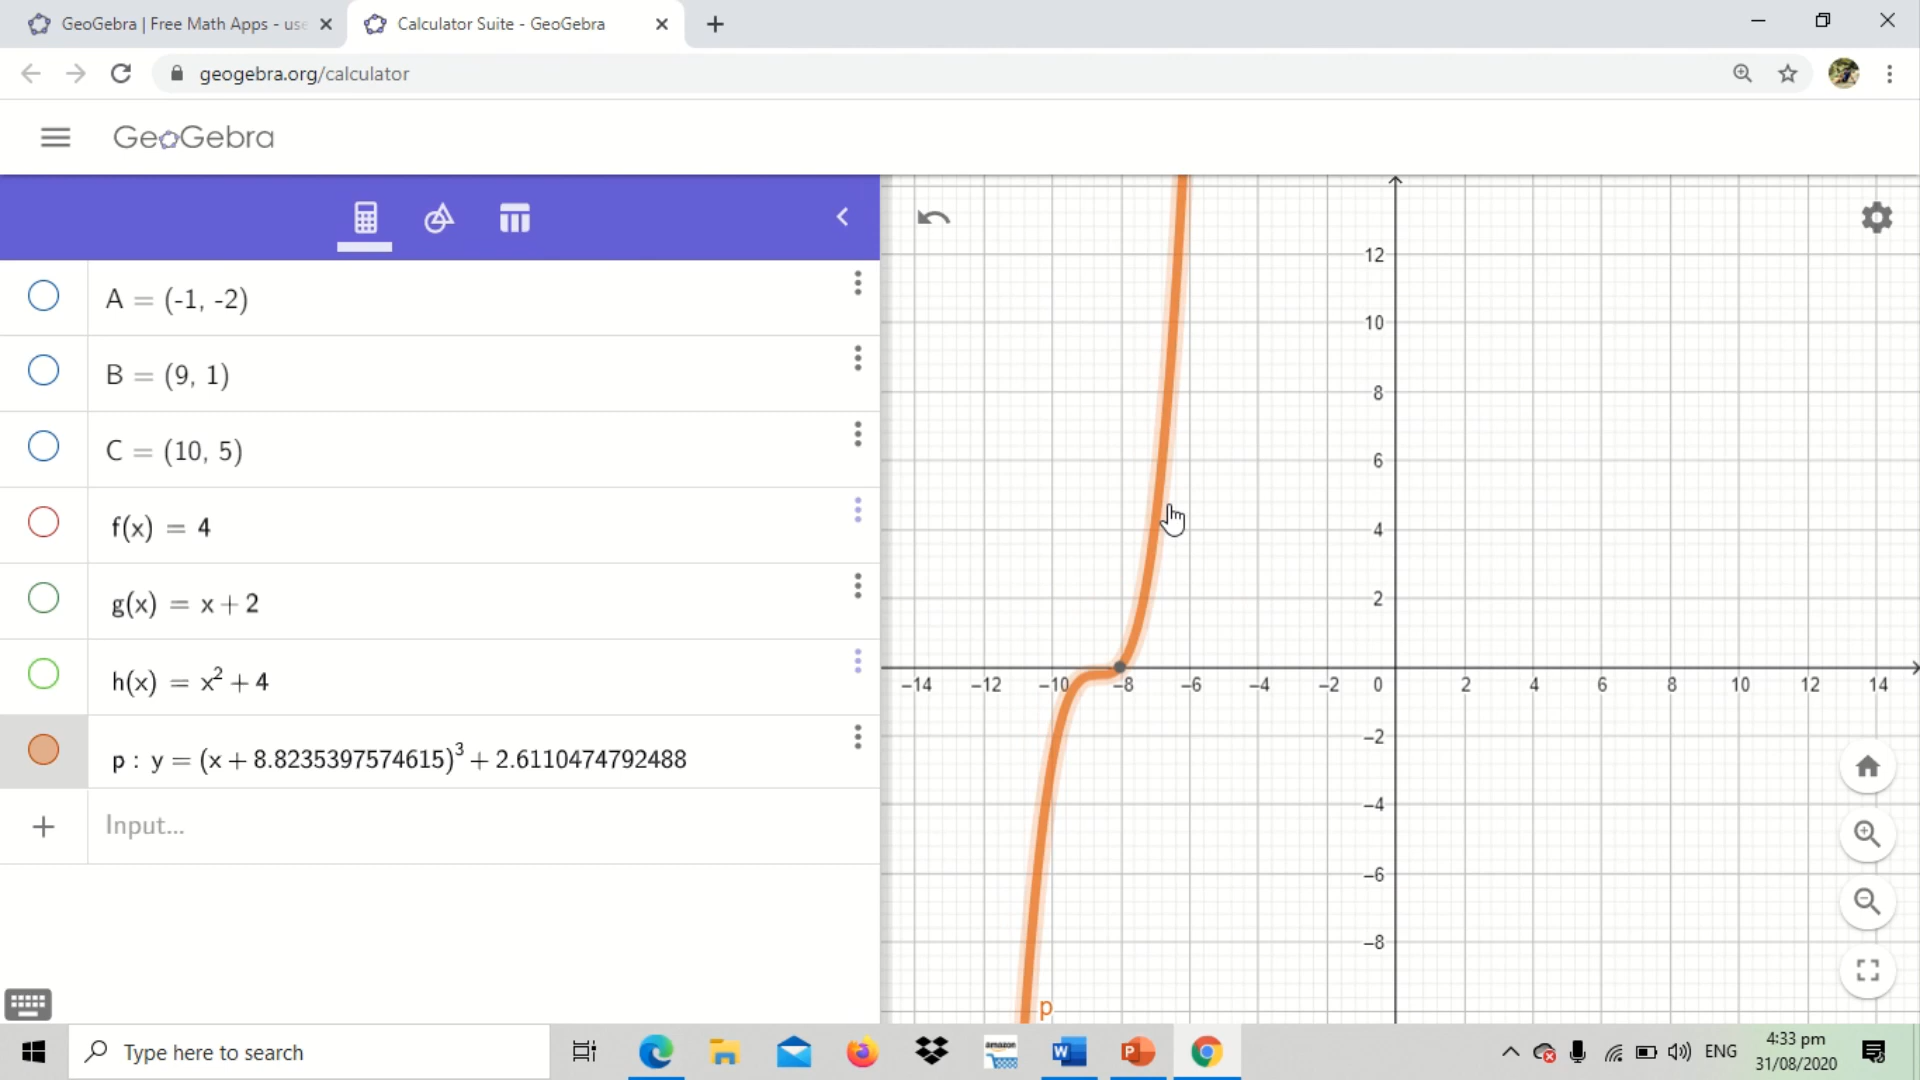 GeoGebra | Free Math Apps - use
Calculator Suite - GeoGebra
geogebra.org/calculator
GeoGebra
A = (-1, -2)
B = (9, 1)
C = (10, 5)
f(x) = 4
g(x) = x + 2
h(x) = x² + 4
p : y = (x + 8.8235397574615)³ + 2.6110474792488
Input...
12
10
8
6
4
2
−14 −12 −10 −8 −6 −4 −2 0 2 4 6 8 10 12 14
−2
−4
−6
−8
p
Type here to search
amazon
W
P
ENG
4:33 pm
31/08/2020